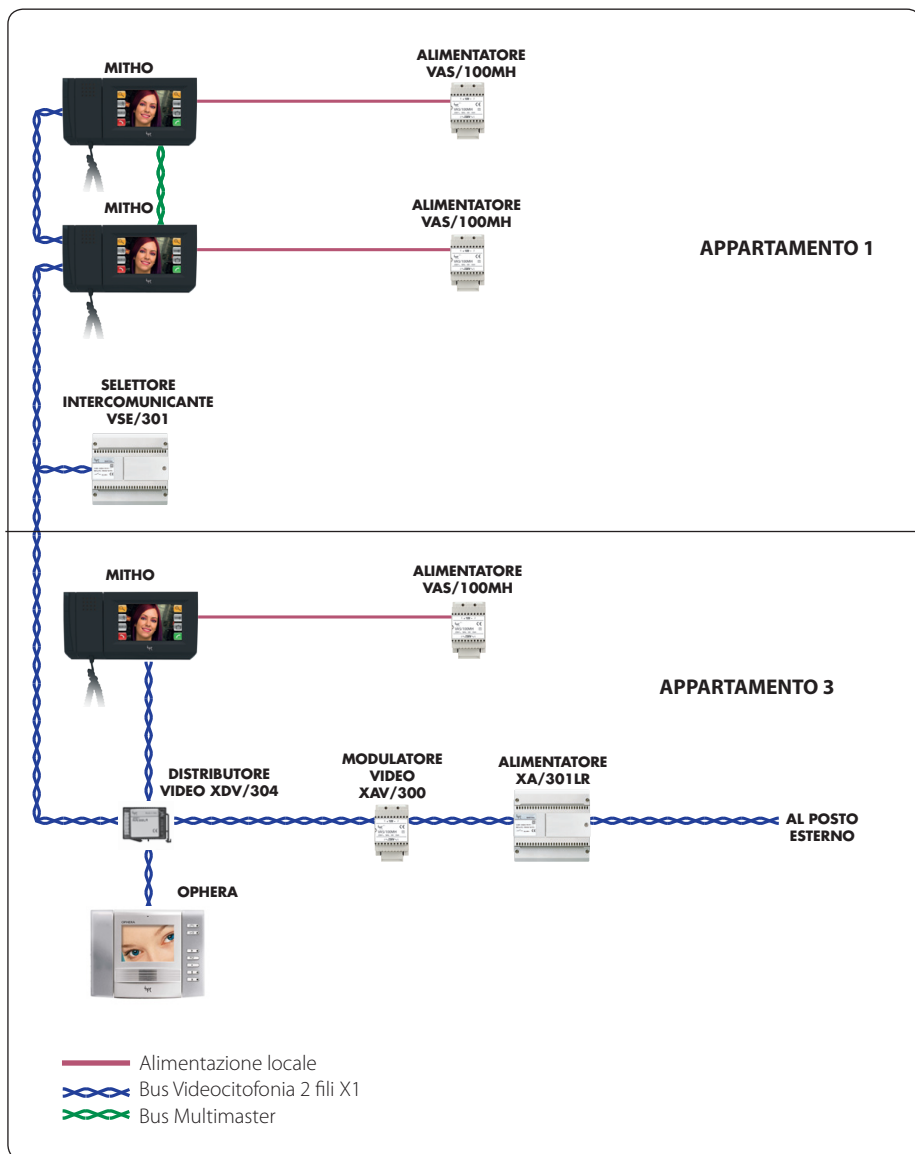 MITHO
ALIMENTATORE
VAS/100MH
MITHO
ALIMENTATORE
VAS/100MH
APPARTAMENTO 1
SELETTORE
INTERCOMUNICANTE
VSE/301
MITHO
ALIMENTATORE
VAS/100MH
APPARTAMENTO 3
DISTRIBUTORE
VIDEO XDV/304
MODULATORE
VIDEO
XAV/300
ALIMENTATORE
XA/301LR
AL POSTO
ESTERNO
OPHERA
OPHERA
Alimentazione locale
Bus Videocitofonia 2 fili X1
Bus Multimaster